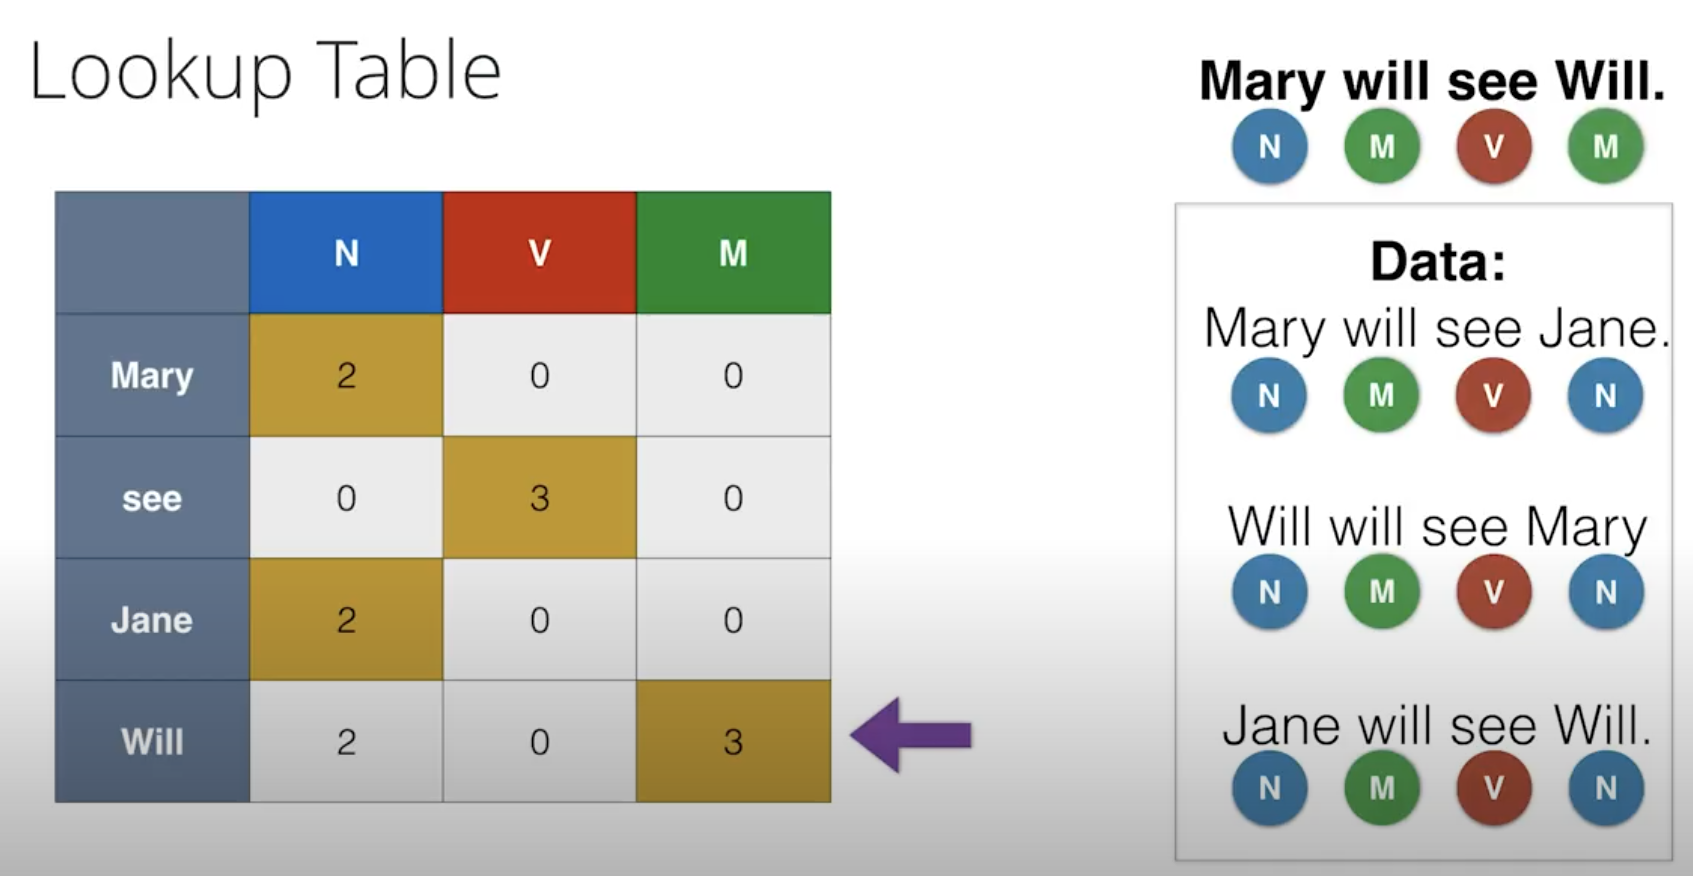 Lookup Table
N V M
Mary 2 0 0
see 0 3 0
Jane 2 0 0
Will 2 0 3
Mary will see Will.
N M V M
Data:
Mary will see Jane.
N M V N
Will will see Mary
N M V N
Jane will see Will.
N M V N